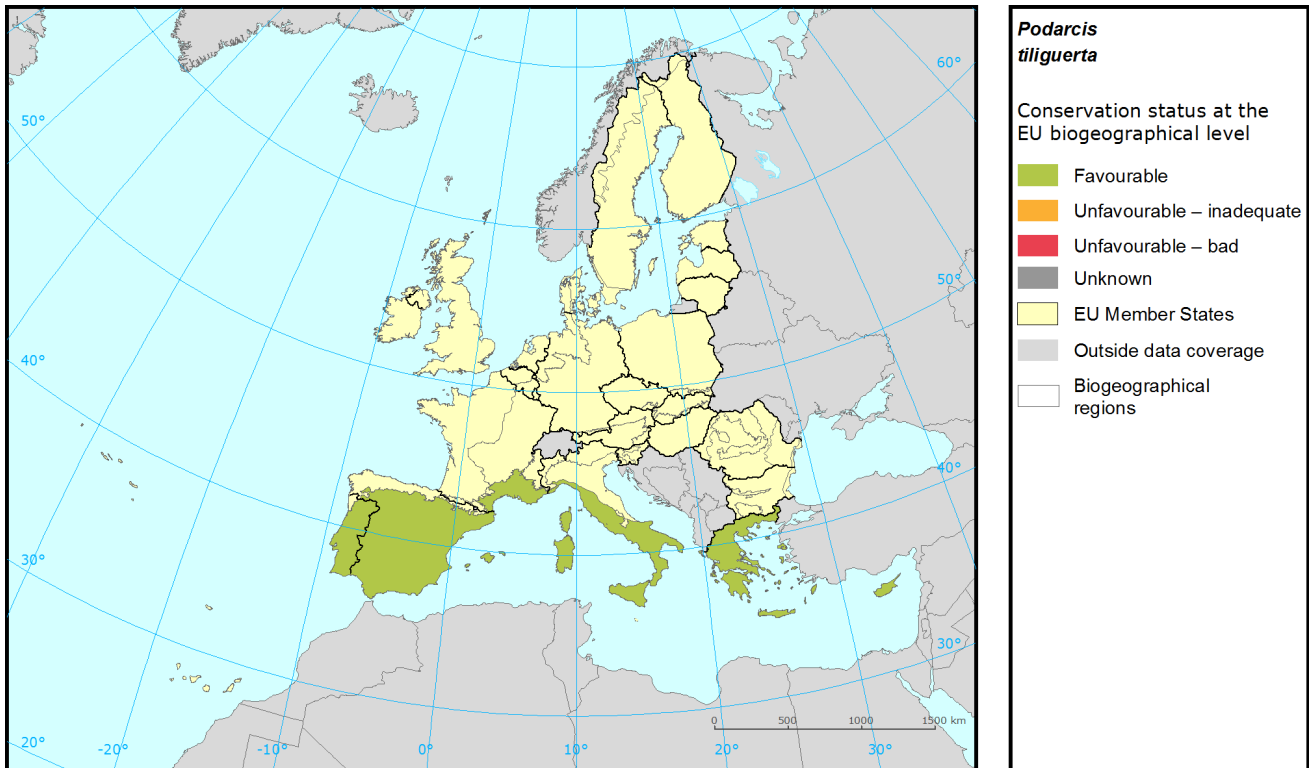 60°
50°
50°
40°
40°
30°
30°
20°
-20°
-10°
0°
10°
20°
30°
0 500 1000 1500 km
Podarcis
tiliguerta
Conservation status at the
EU biogeographical level
Favourable
Unfavourable – inadequate
Unfavourable – bad
Unknown
EU Member States
Outside data coverage
Biogeographical
regions